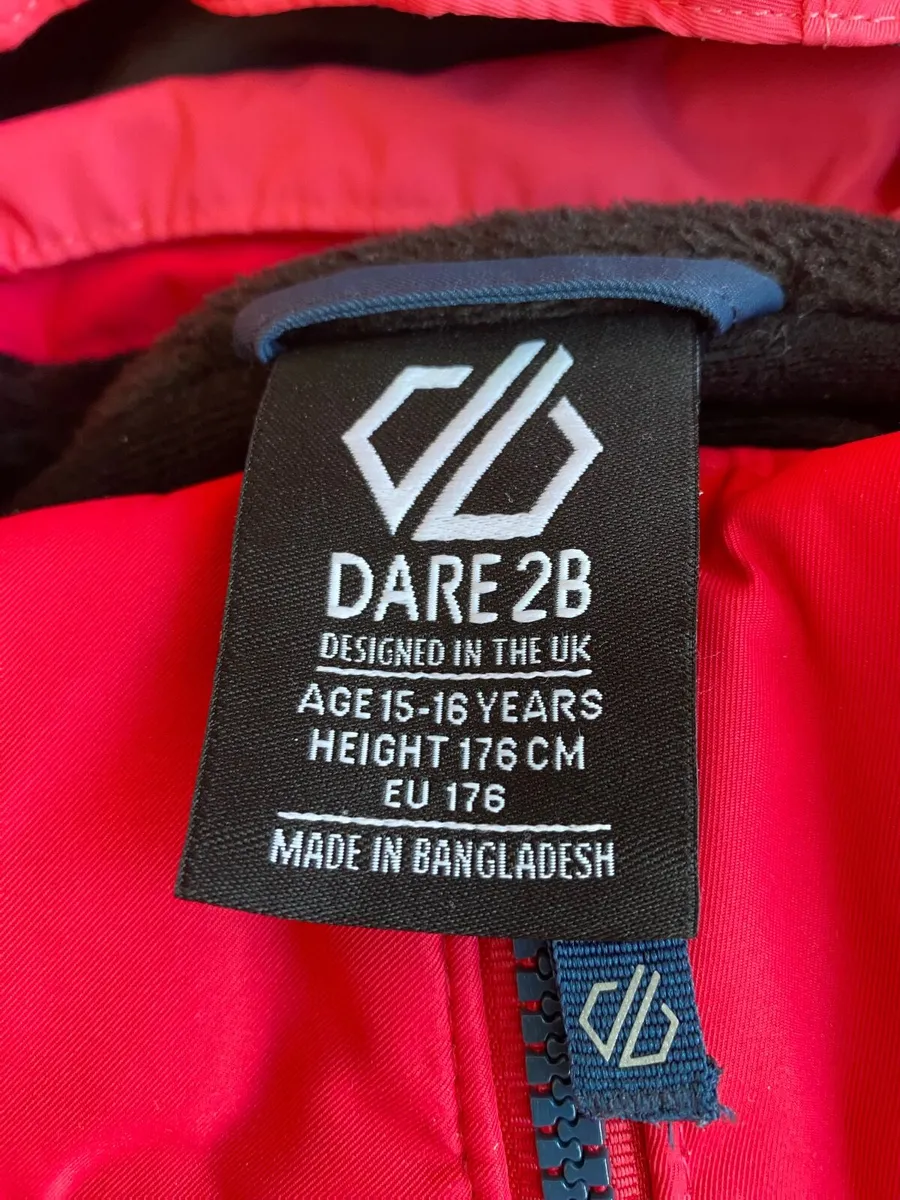 DARE 2B
DESIGNED IN THE UK
AGE 15-16 YEARS
HEIGHT 176 CM
EU 176
MADE IN BANGLADESH